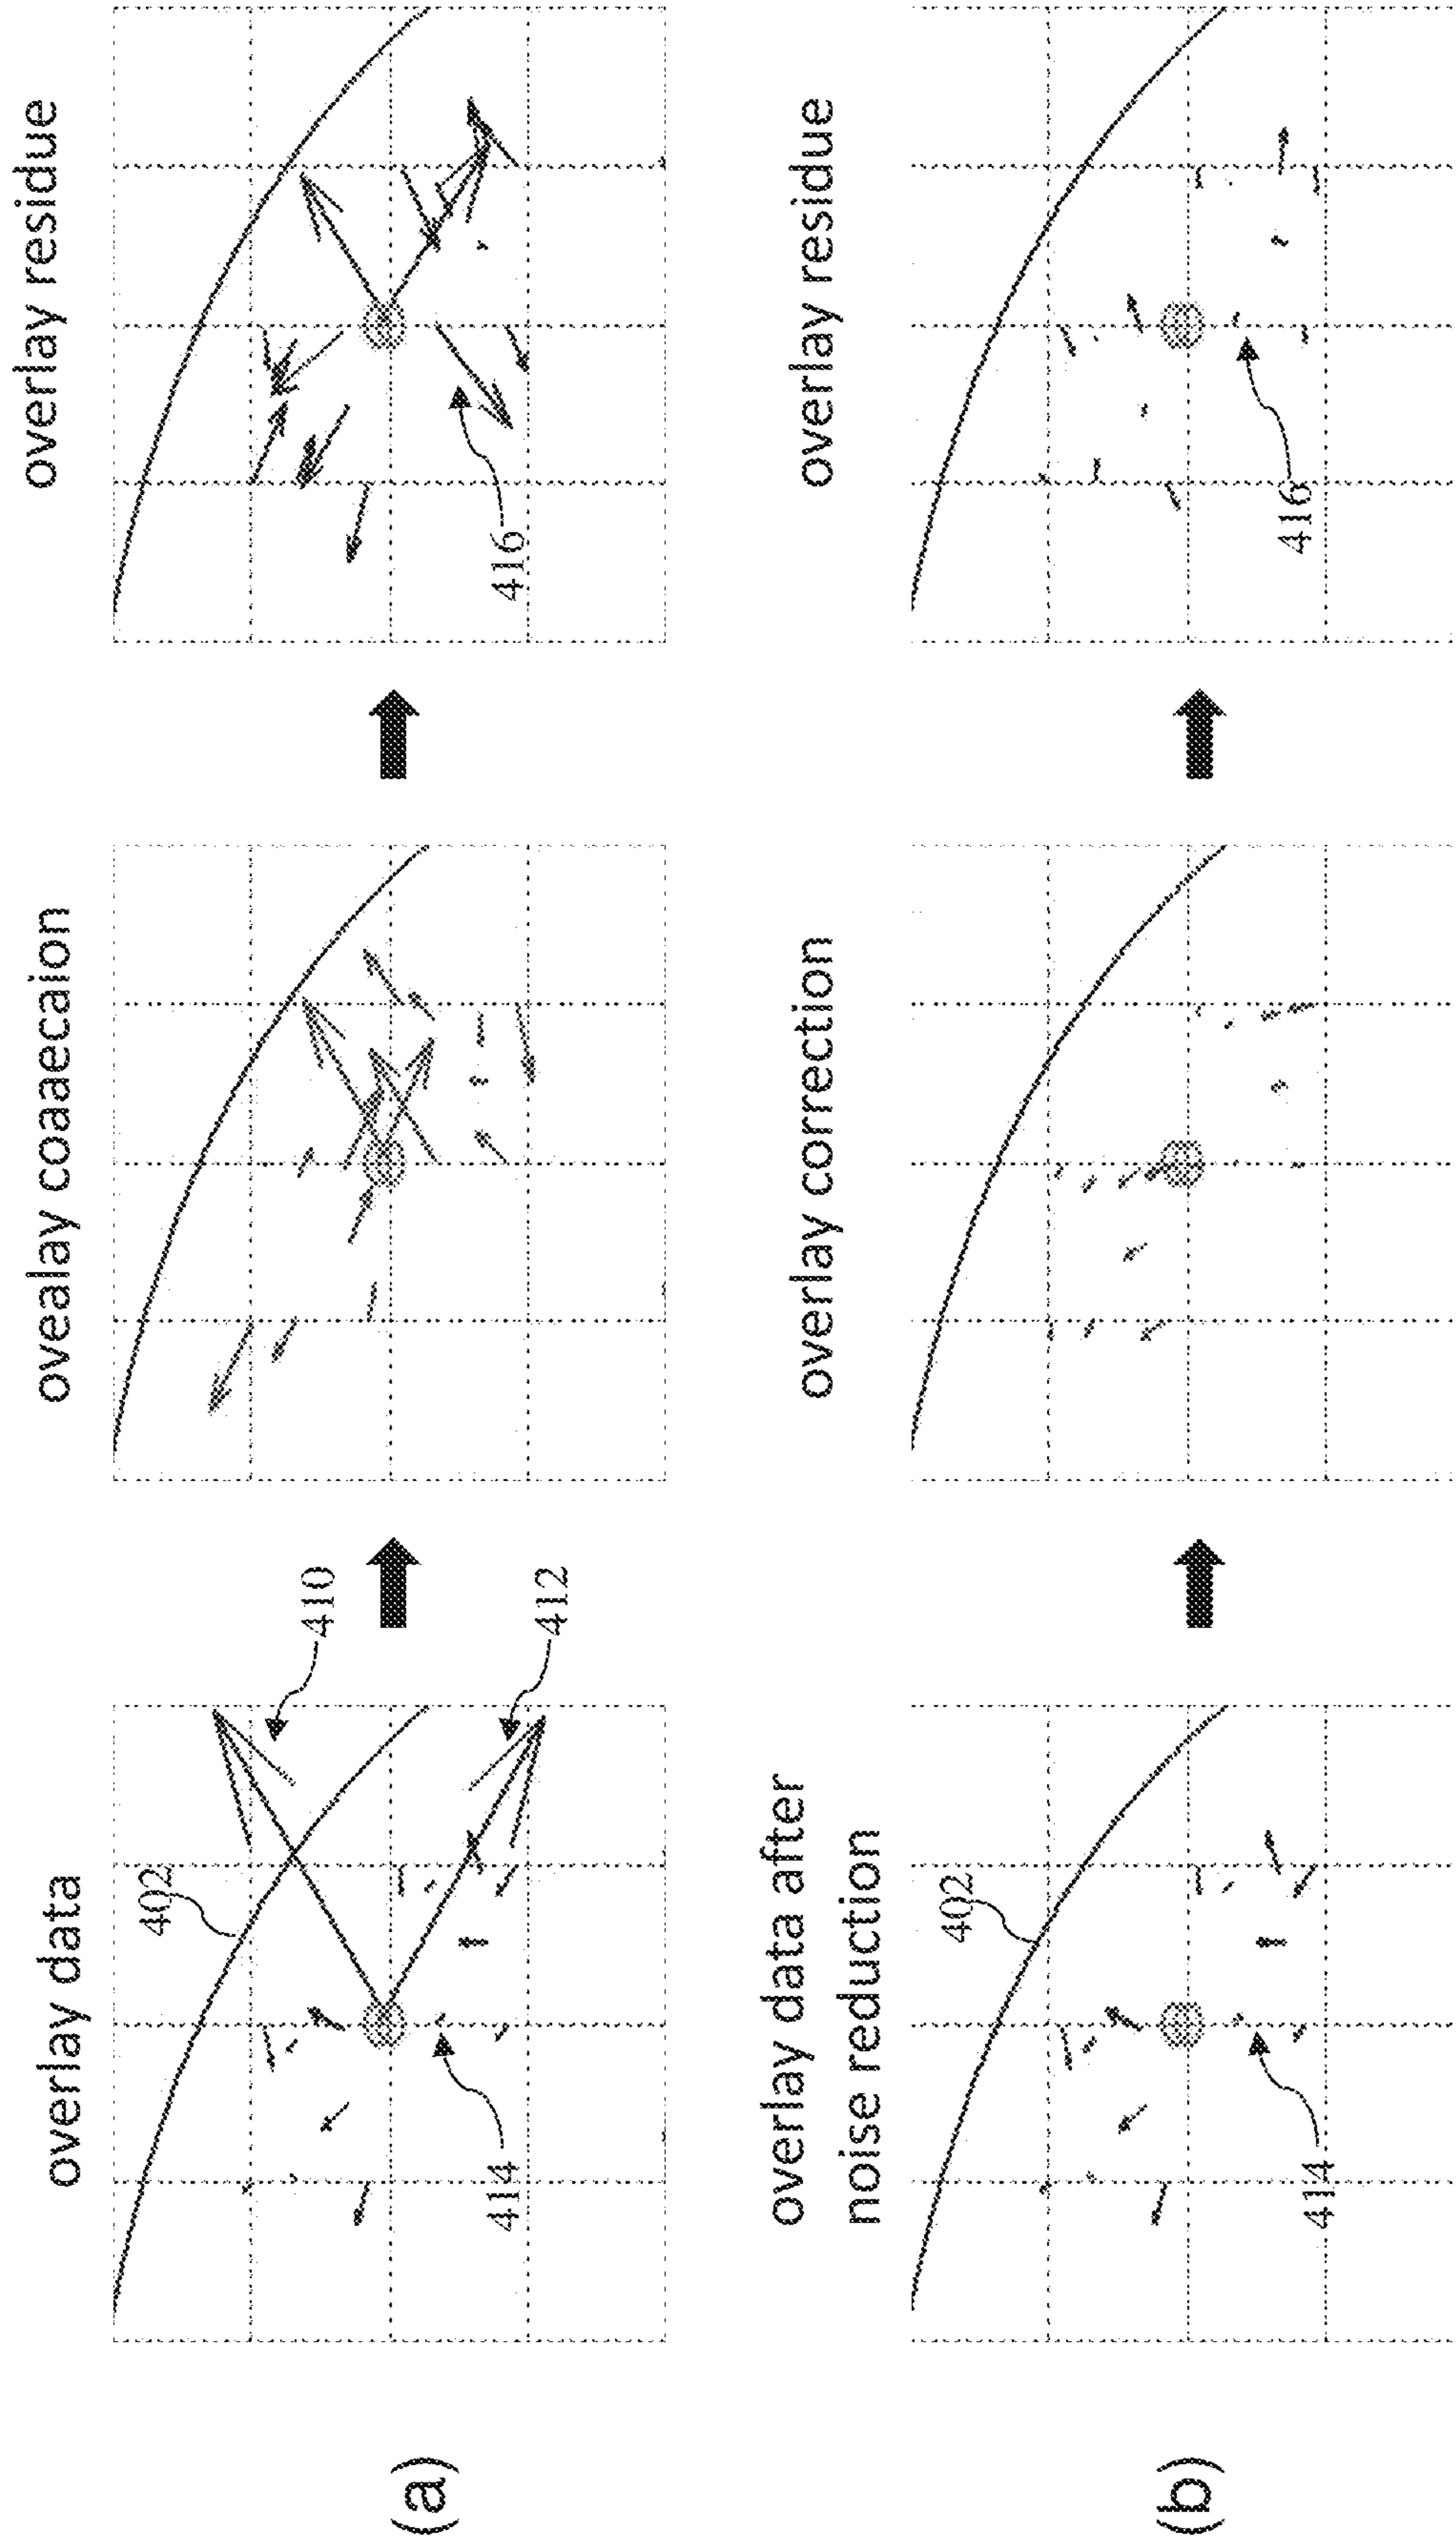 (a)
overlay data
402
410
412
414
ovealay coaaecaion
overlay residue
416
(b)
overlay data after
noise reduction
402
414
overlay correction
overlay residue
416